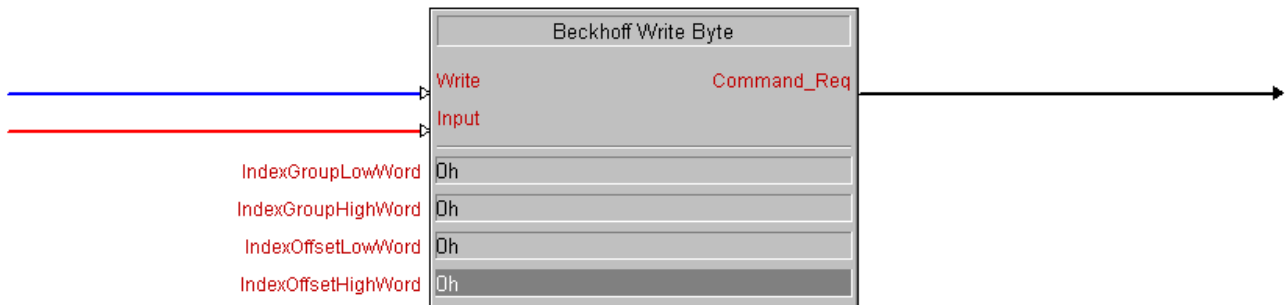 Beckhoff Write Byte
Write Command_Req
Input
IndexGroupLowWord 0h
IndexGroupHighWord 0h
IndexOffsetLowWord 0h
IndexOffsetHighWord 0h